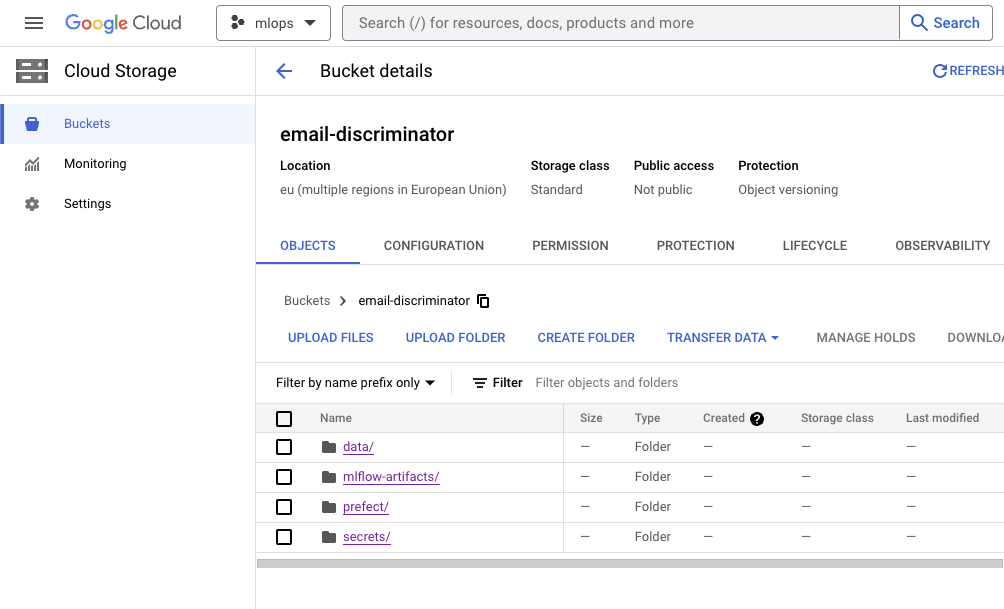 Google Cloud mlops Search (/) for resources, docs, products and more Search
Cloud Storage
Bucket details
REFRESH
Buckets
Monitoring
Settings
email-discriminator
Location Storage class Public access Protection
eu (multiple regions in European Union) Standard Not public Object versioning
OBJECTS CONFIGURATION PERMISSION PROTECTION LIFECYCLE OBSERVABILITY
Buckets > email-discriminator
UPLOAD FILES UPLOAD FOLDER CREATE FOLDER TRANSFER DATA MANAGE HOLDS DOWNLOA
Filter by name prefix only Filter Filter objects and folders
Name Size Type Created ? Storage class Last modified
data/ — Folder — — —
mlflow-artifacts/ — Folder — — —
prefect/ — Folder — — —
secrets/ — Folder — — —